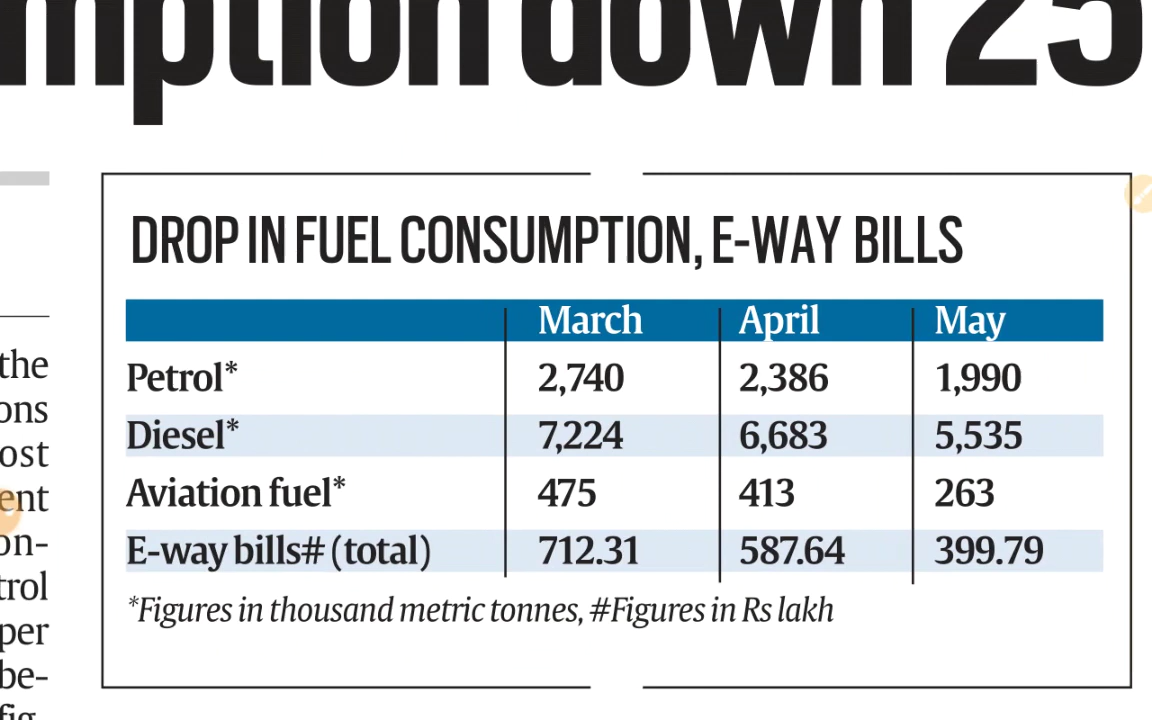 mption down 25
DROP IN FUEL CONSUMPTION, E-WAY BILLS
March April May
Petrol* 2,740 2,386 1,990
Diesel* 7,224 6,683 5,535
Aviation fuel* 475 413 263
E-way bills# (total) 712.31 587.64 399.79
*Figures in thousand metric tonnes, #Figures in Rs lakh
the
ons
ost
ent
on-
trol
per
be-
fig